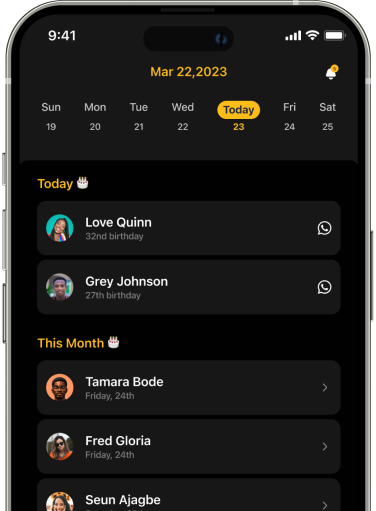 9:41
Mar 22,2023
Sun Mon Tue Wed Today Fri Sat
19 20 21 22 23 24 25
Today
Love Quinn
32nd birthday
Grey Johnson
27th birthday
This Month
Tamara Bode
Friday, 24th
Fred Gloria
Friday, 24th
Seun Ajagbe